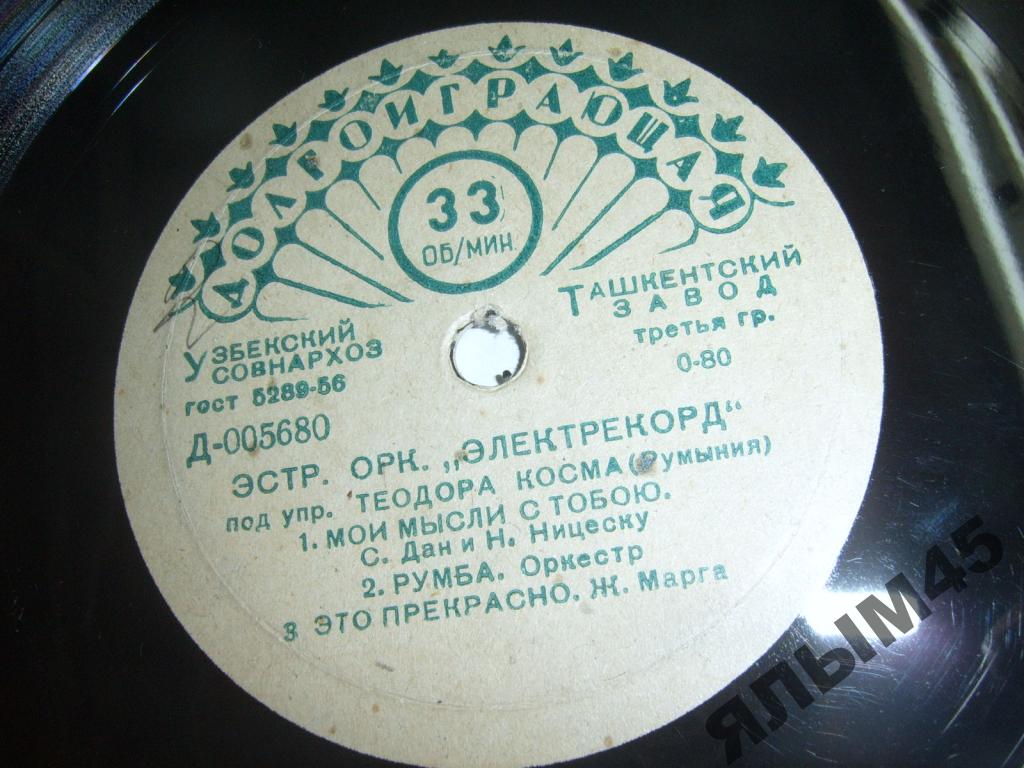 ДОЛГОИГРАЮЩАЯ
33
ОБ/МИН.
УЗБЕКСКИЙ
СОВНАРХОЗ
ГОСТ 5289-56
Д-005680
ТАШКЕНТСКИЙ
ЗАВОД
третья гр.
0-80
ЭСТР. ОРК. „ЭЛЕКТРЕКОРД"
под упр. ТЕОДОРА КОСМА (Румыния)
1. МОИ МЫСЛИ С ТОБОЮ.
С. Дан и Н. Ницеску
2. РУМБА. Оркестр
3 ЭТО ПРЕКРАСНО. Ж. Марга
ЯЛЫМ45